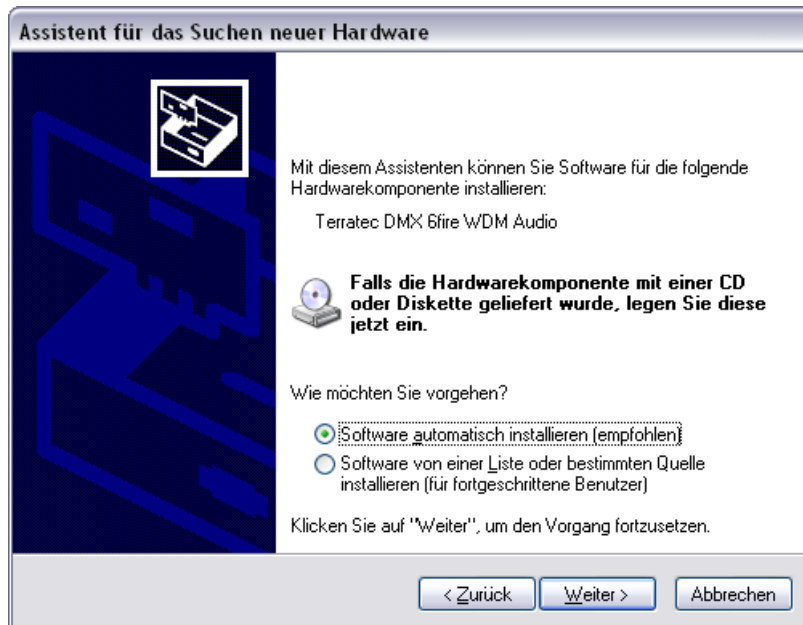 Assistent für das Suchen neuer Hardware
Mit diesem Assistenten können Sie Software für die folgende
Hardwarekomponente installieren:
Terratec DMX 6fire WDM Audio
Falls die Hardwarekomponente mit einer CD
oder Diskette geliefert wurde, legen Sie diese
jetzt ein.
Wie möchten Sie vorgehen?
Software automatisch installieren (empfohlen)
Software von einer Liste oder bestimmten Quelle
installieren (für fortgeschrittene Benutzer)
Klicken Sie auf "Weiter", um den Vorgang fortzusetzen.
< Zurück Weiter > Abbrechen